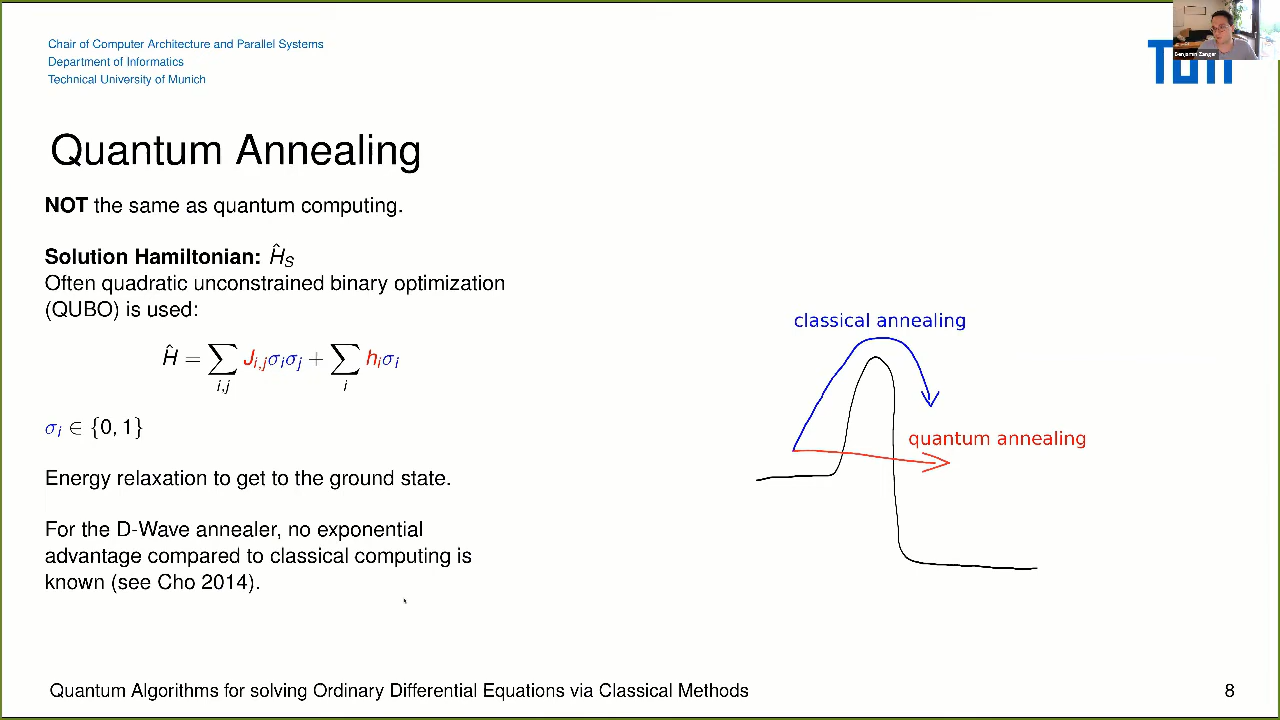 Chair of Computer Architecture and Parallel Systems
Department of Informatics
Technical University of Munich
Benjamin Zanger
Quantum Annealing
NOT the same as quantum computing.
Solution Hamiltonian: Ĥ_S
Often quadratic unconstrained binary optimization
(QUBO) is used:
Ĥ = ∑_{i,j} J_{i,j}σ_iσ_j + ∑_i h_iσ_i
σ_i ∈ {0, 1}
Energy relaxation to get to the ground state.
For the D-Wave annealer, no exponential
advantage compared to classical computing is
known (see Cho 2014).
classical annealing
quantum annealing
Quantum Algorithms for solving Ordinary Differential Equations via Classical Methods
8